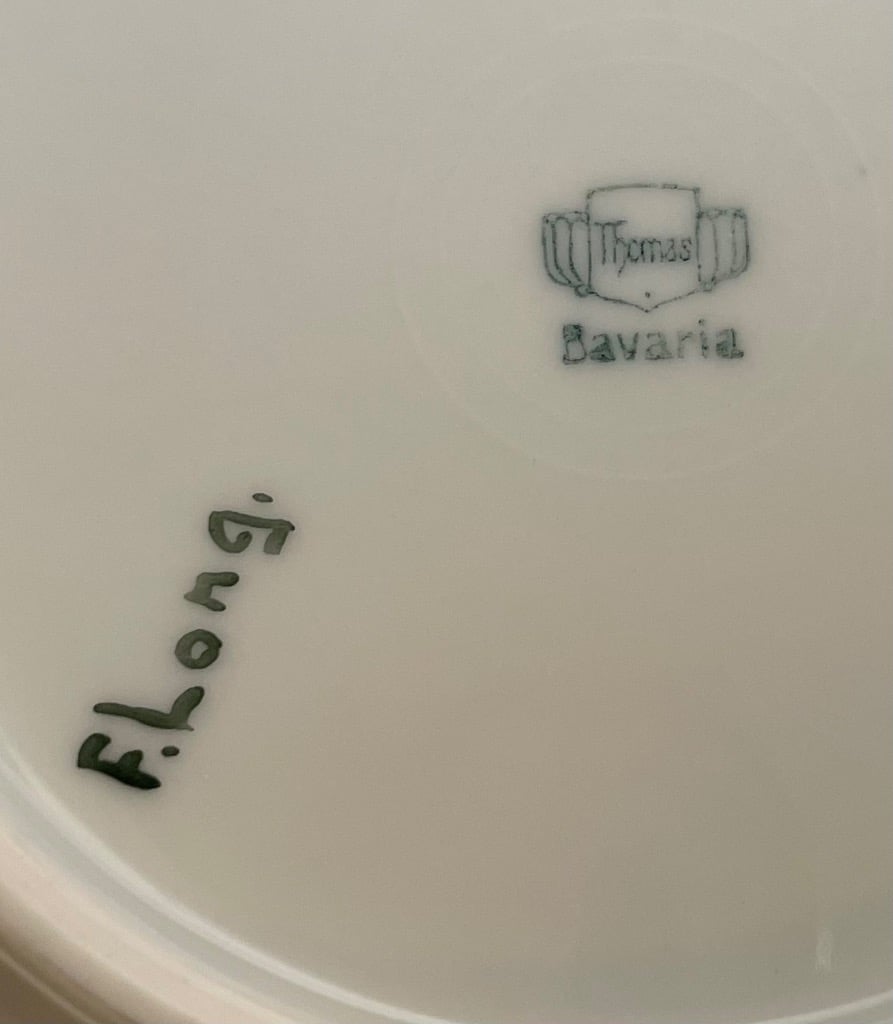 Thomas
Bavaria
F. Long.